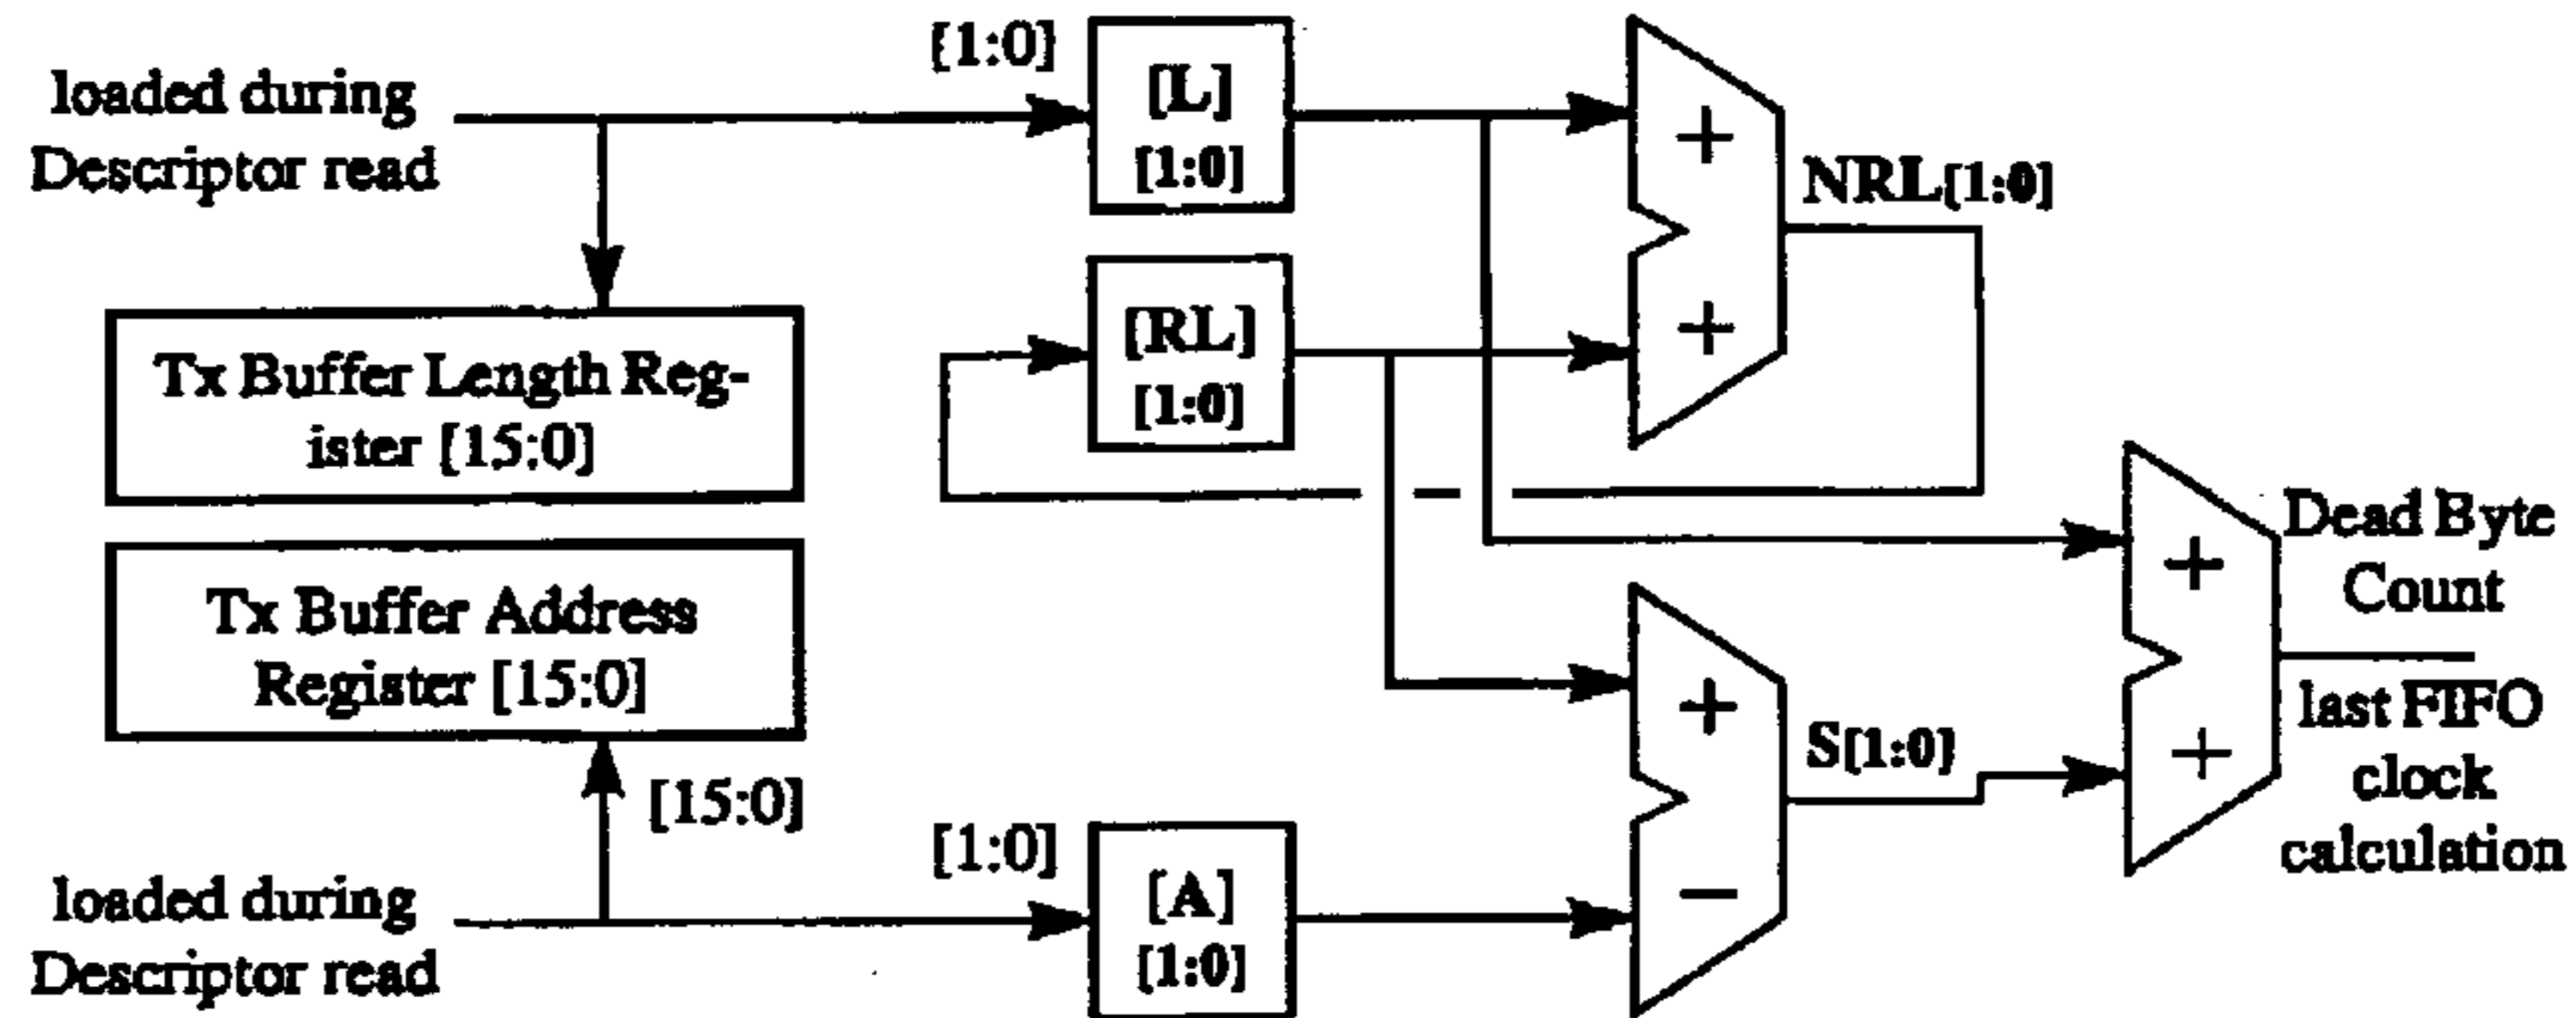 loaded during
Descriptor read
[1:0]
[L]
[1:0]
+
+
NRL[1:0]
Tx Buffer Length Reg-
ister [15:0]
[RL]
[1:0]
Tx Buffer Address
Register [15:0]
[15:0]
loaded during
Descriptor read
[1:0]
[A]
[1:0]
+
−
S[1:0]
+
+
Dead Byte
Count
last FIFO
clock
calculation